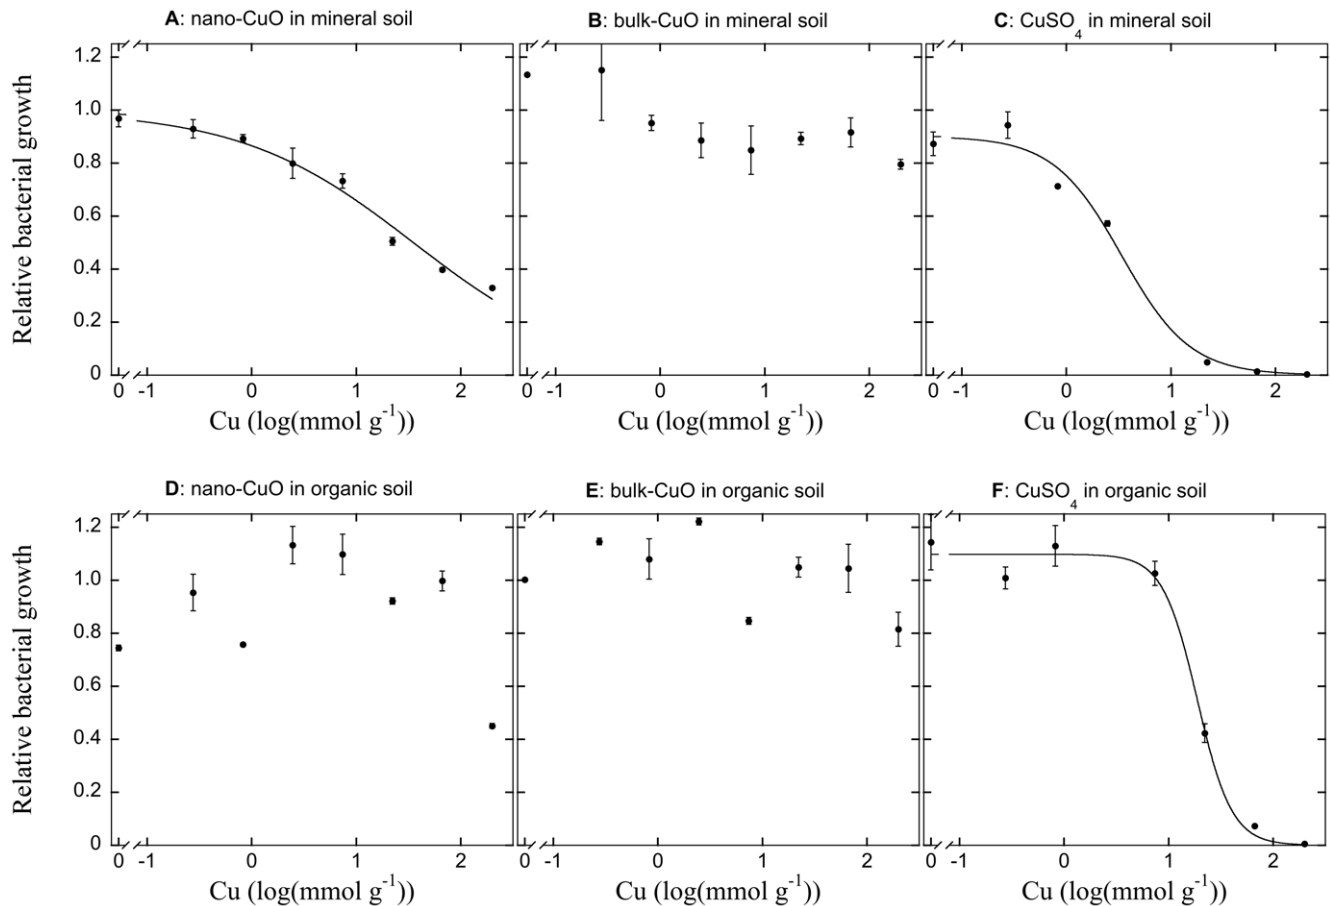 A: nano-CuO in mineral soil
B: bulk-CuO in mineral soil
C: CuSO₄ in mineral soil
Relative bacterial growth
1.2
1.0
0.8
0.6
0.4
0.2
0
0 -1 0 1 2
0 -1 0 1 2
0 -1 0 1 2
Cu (log(mmol g⁻¹))
Cu (log(mmol g⁻¹))
Cu (log(mmol g⁻¹))
D: nano-CuO in organic soil
E: bulk-CuO in organic soil
F: CuSO₄ in organic soil
Relative bacterial growth
1.2
1.0
0.8
0.6
0.4
0.2
0
0 -1 0 1 2
0 -1 0 1 2
0 -1 0 1 2
Cu (log(mmol g⁻¹))
Cu (log(mmol g⁻¹))
Cu (log(mmol g⁻¹))